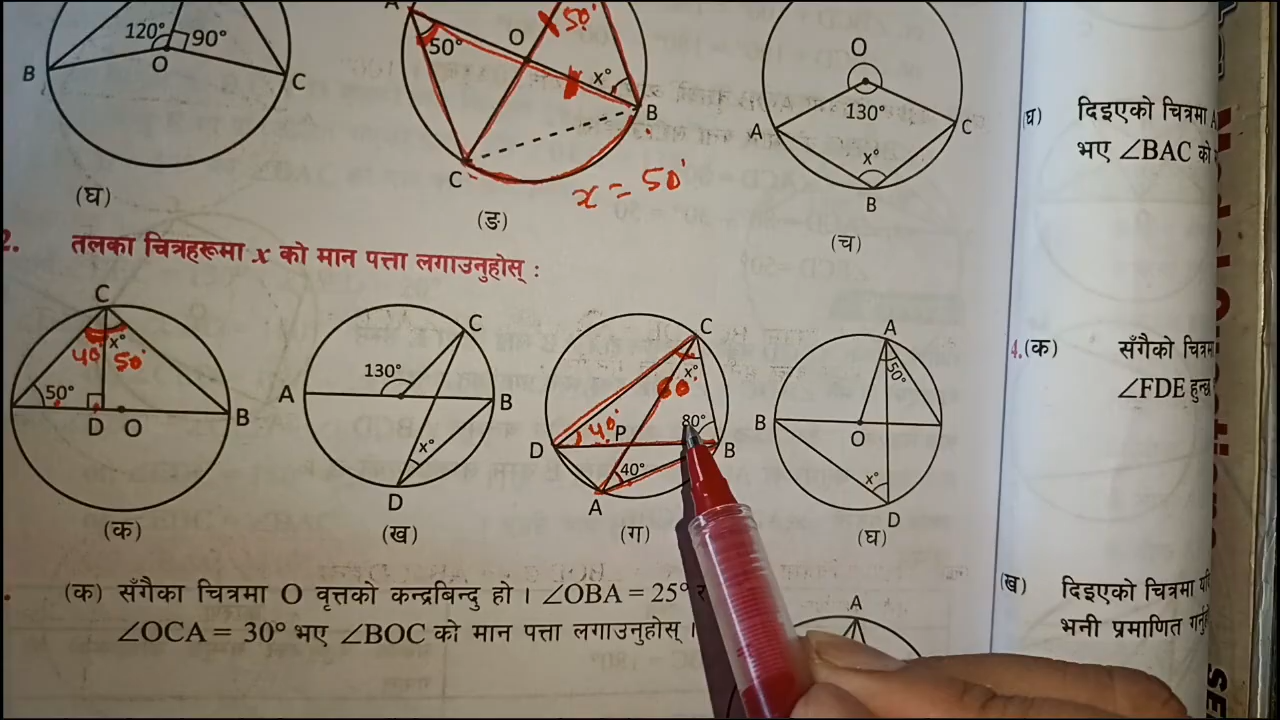 A
120°
90°
O
B
C
(घ)
50°
O
50°
x°
B
C
x = 50°
(ङ)
O
130°
A
C
x°
B
(च)
घ) दिइएको चित्रमा A
भए ∠BAC को
2. तलका चित्रहरूमा x को मान पत्ता लगाउनुहोस् :
C
40°
x°
50°
50°
D
O
B
(क)
C
130°
A
B
x°
D
(ख)
C
x°
60°
40°
80°
P
D
B
40°
A
(ग)
A
50°
B
O
x°
D
(घ)
4.(क) सँगैको चित्रमा
∠FDE हुन्छ
(क) सँगैका चित्रमा O वृत्तको कन्द्रबिन्दु हो । ∠OBA = 25° र
∠OCA = 30° भए ∠BOC को मान पत्ता लगाउनुहोस् ।
A
(ख) दिइएको चित्रमा यदि
भनी प्रमाणित गर्नुहो